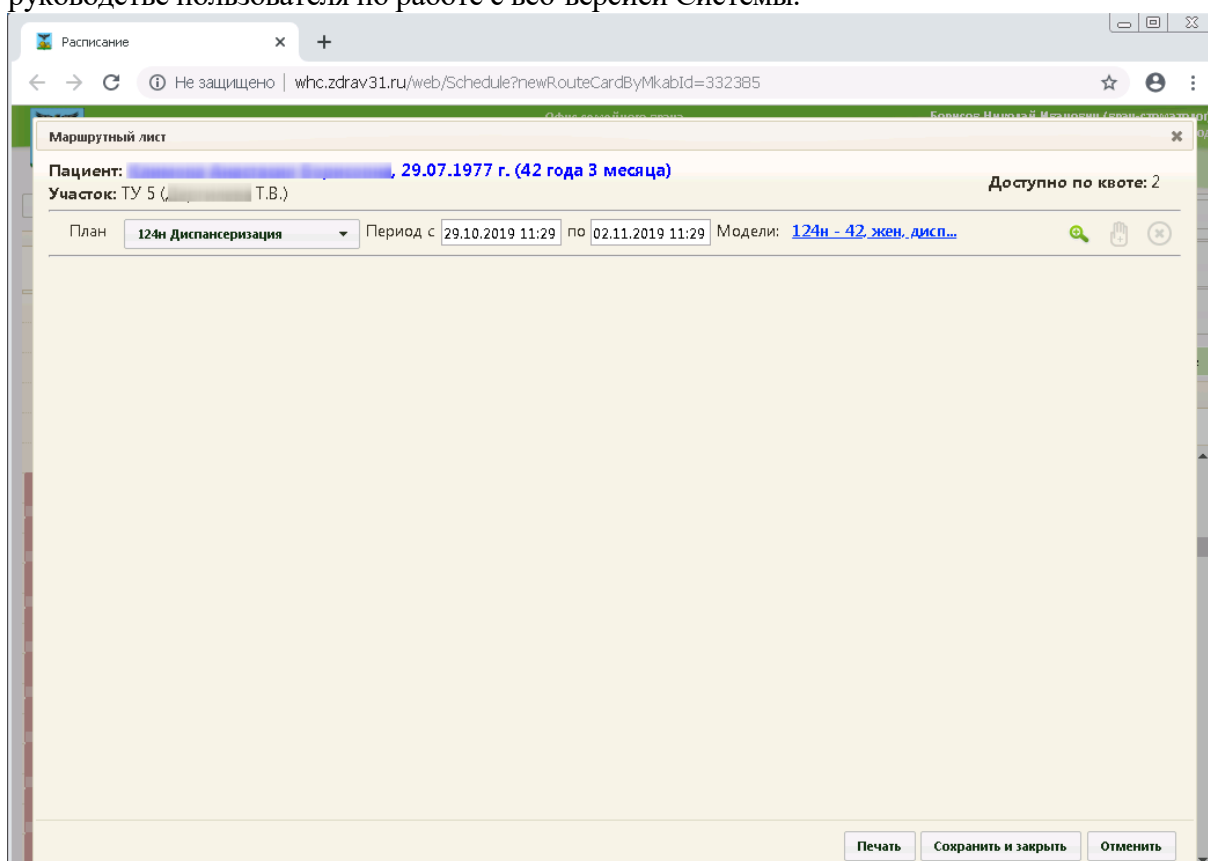 руководстве пользователя по работе с веб-версией Системы.
Расписание
Не защищено | whc.zdrav31.ru/web/Schedule?newRouteCardByMkabId=332385
Маршрутный лист
Пациент: , 29.07.1977 г. (42 года 3 месяца)
Участок: ТУ 5 ( Т.В.)
Доступно по квоте: 2
План 124н Диспансеризация Период с 29.10.2019 11:29 по 02.11.2019 11:29 Модели: 124н - 42, жен, дисп...
Печать Сохранить и закрыть Отменить